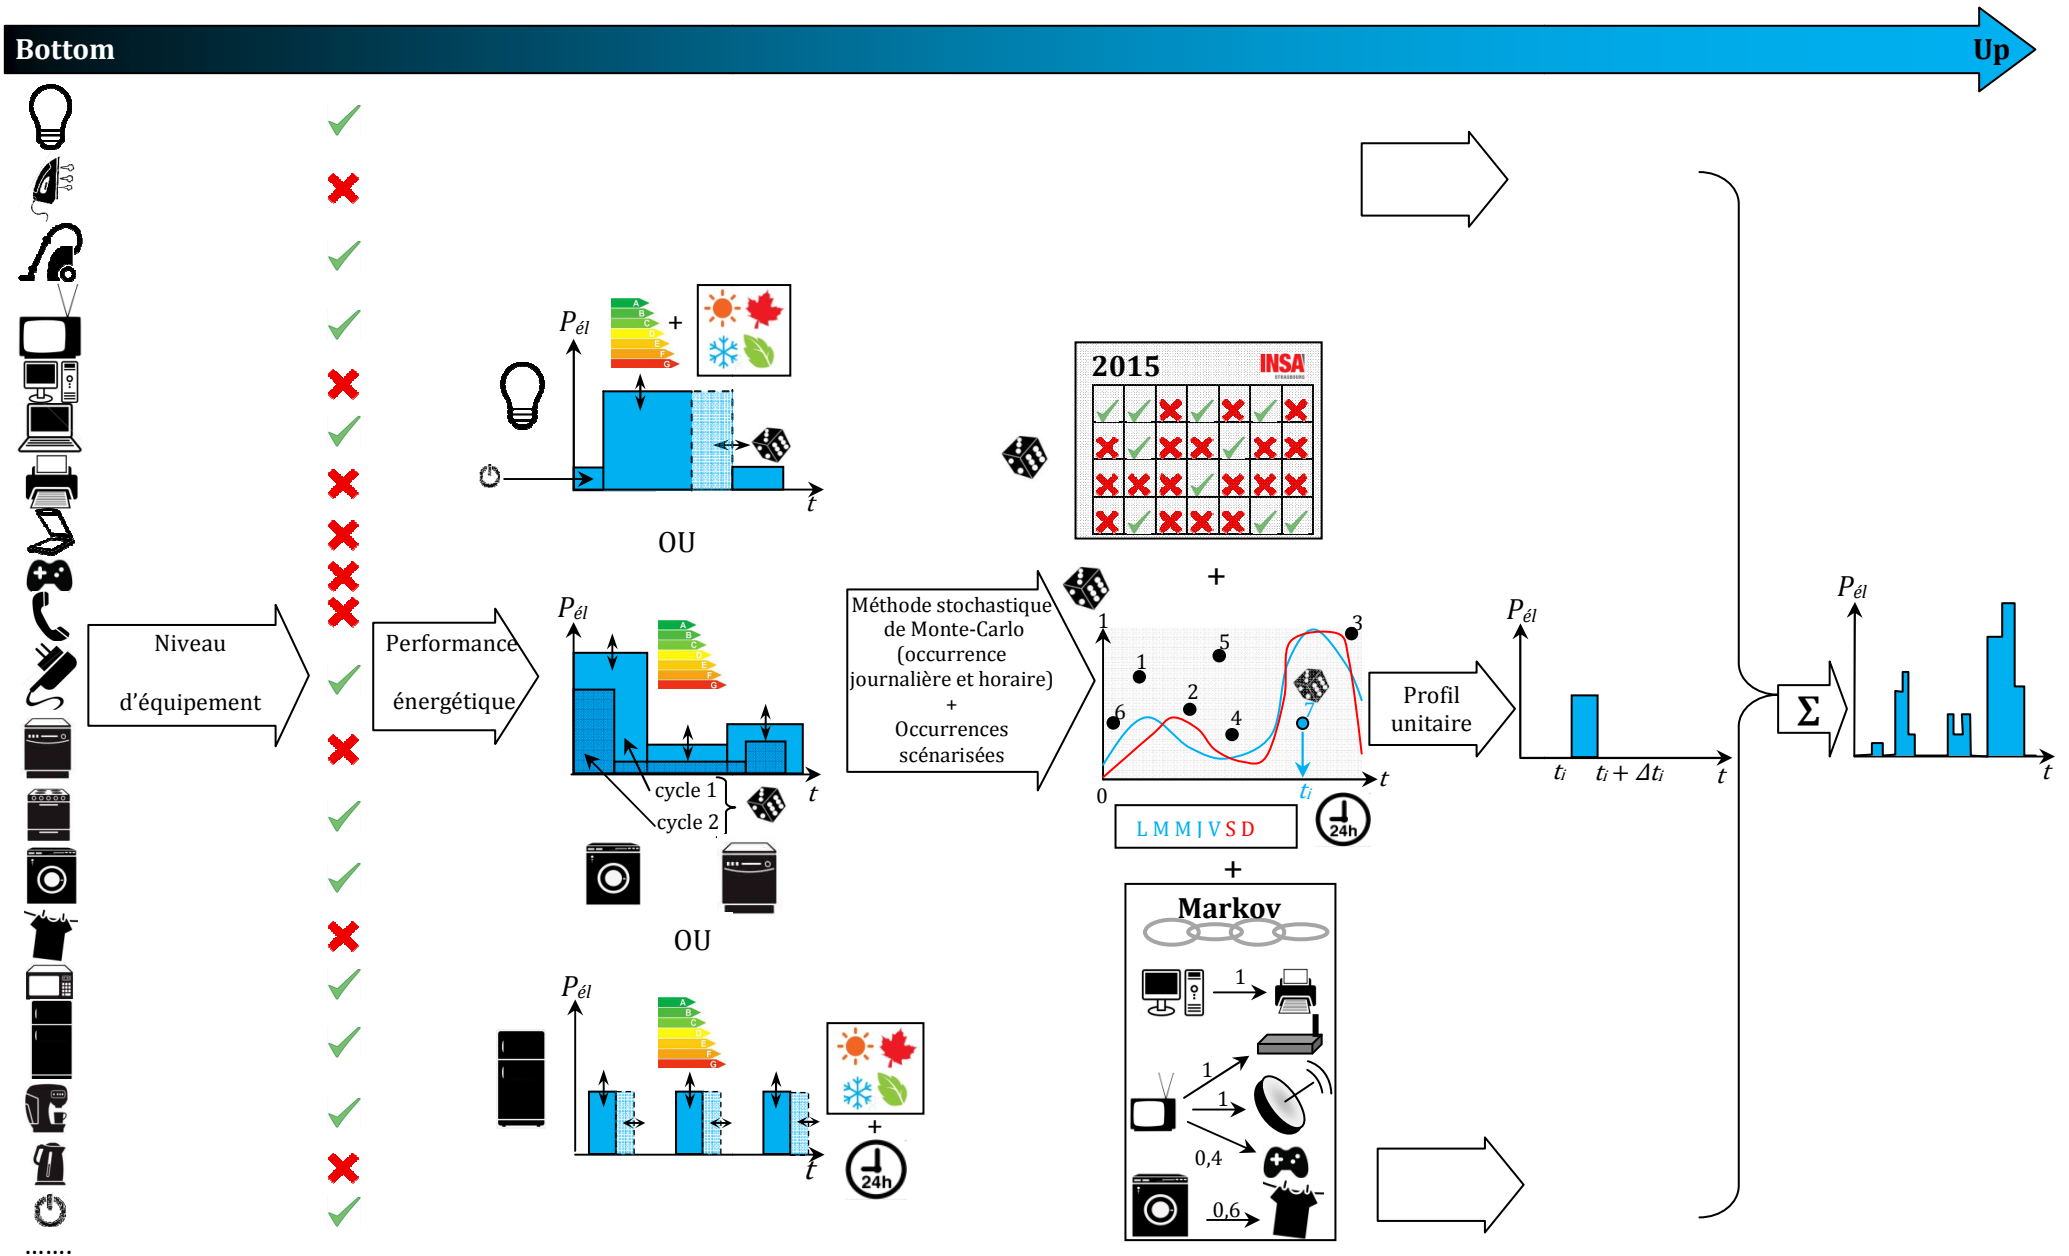 Bottom
Up
Niveau
d'équipement
Performance
énergétique
Pél
A
B
C
D
E
F
G
+
t
OU
Pél
A
B
C
D
E
F
G
cycle 1
cycle 2
t
OU
Pél
A
B
C
D
E
F
G
t
+
24h
Méthode stochastique
de Monte-Carlo
(occurrence
journalière et horaire)
+
Occurrences
scénarisées
2015
INSA
STRASBOURG
+
1
1
2
3
4
5
6
7
0
ti
t
L M M J V S D
24h
+
Markov
1
1
1
0,4
0,6
Profil
unitaire
Pél
ti
ti + Δti
t
Σ
Pél
t
.......